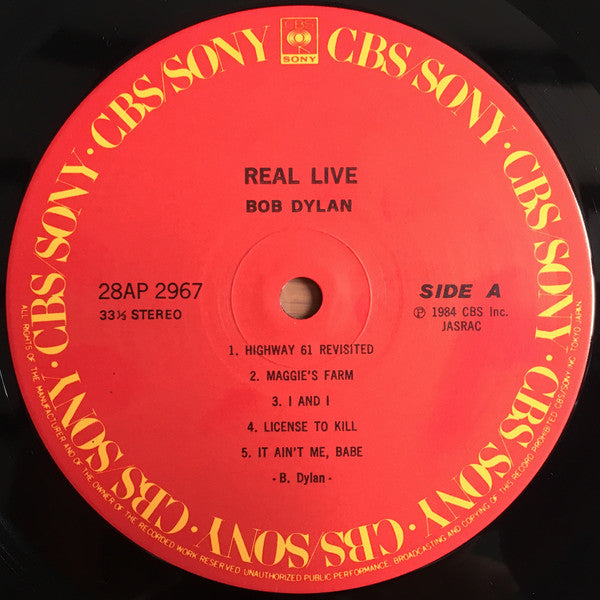 CBS
SONY
CBS/SONY · CBS/SONY · CBS/SONY · CBS/SONY · CBS/SONY · CBS/SONY · CBS/SONY · CBS/SONY
REAL LIVE
BOB DYLAN
28AP 2967
33⅓ STEREO
SIDE A
Ⓟ 1984 CBS Inc.
JASRAC
1. HIGHWAY 61 REVISITED
2. MAGGIE'S FARM
3. I AND I
4. LICENSE TO KILL
5. IT AIN'T ME, BABE
- B. Dylan -
ALL RIGHTS OF THE MANUFACTURER AND OF THE OWNER OF THE RECORDED WORK RESERVED UNAUTHORIZED PUBLIC PERFORMANCE, BROADCASTING AND COPYING OF THIS RECORD PROHIBITED CBS/SONY INC. TOKYO JAPAN